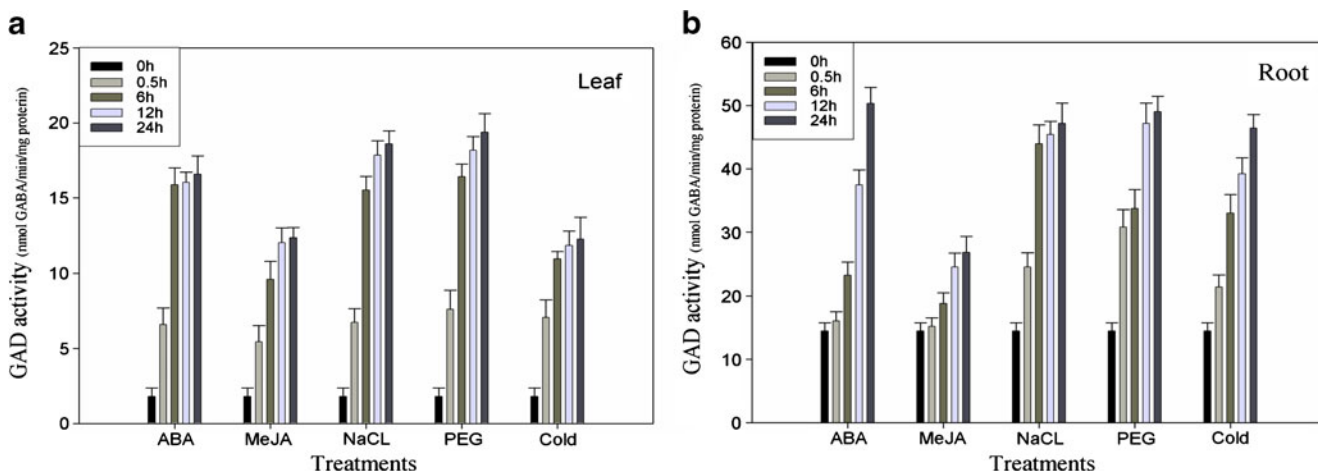 a
25
20
15
10
5
0
GAD activity (nmol GABA/min/mg proterin)
0h
0.5h
6h
12h
24h
Leaf
ABA MeJA NaCL PEG Cold
Treatments
b
60
50
40
30
20
10
0
GAD activity (nmol GABA/min/mg proterin)
0h
0.5h
6h
12h
24h
Root
ABA MeJA NaCL PEG Cold
Treatments